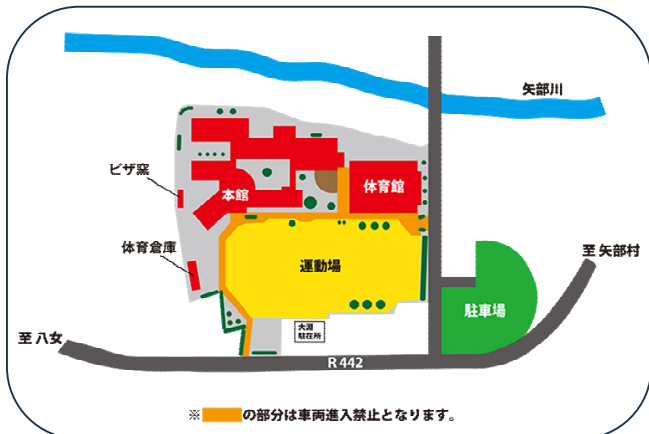 矢部川
ピザ窯
本館
体育館
体育倉庫
運動場
至 矢部村
駐車場
大淵
駐在所
至 八女
R 442
※ の部分は車両進入禁止となります。